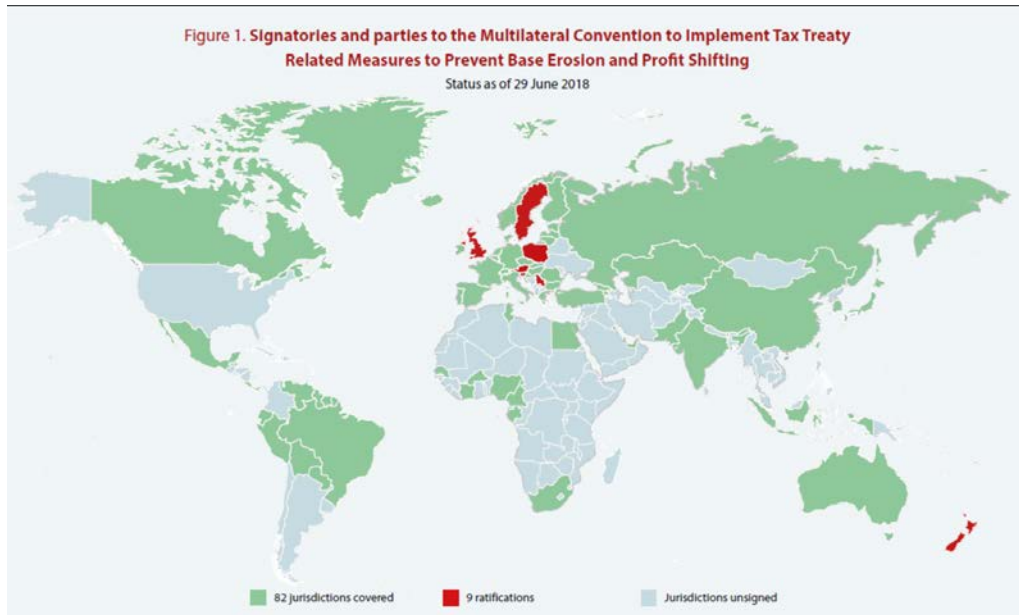 Figure 1. Signatories and parties to the Multilateral Convention to Implement Tax Treaty
Related Measures to Prevent Base Erosion and Profit Shifting
Status as of 29 June 2018
82 jurisdictions covered
9 ratifications
Jurisdictions unsigned